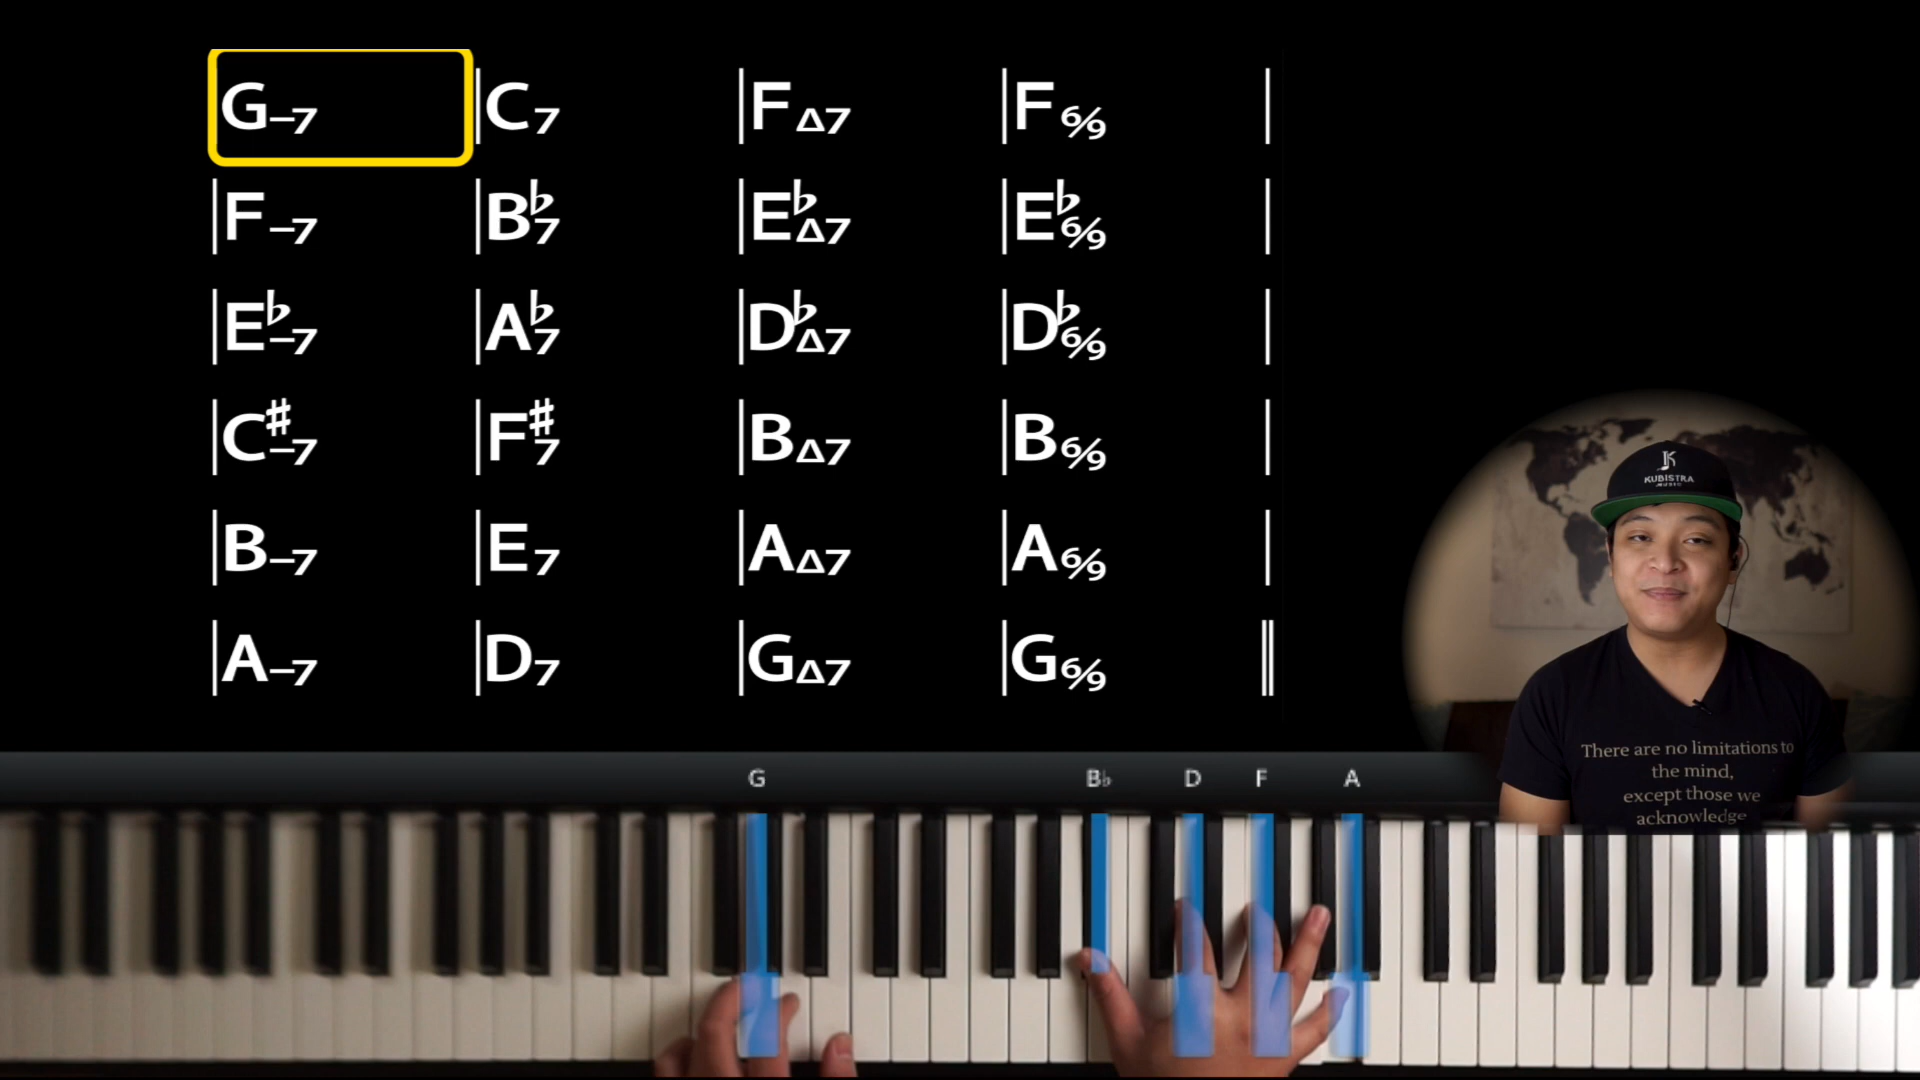 G–7 |C7 |FΔ7 |F6/9 |
|F–7 |B♭7 |E♭Δ7 |E♭6/9 |
|E♭–7 |A♭7 |D♭Δ7 |D♭6/9 |
|C♯–7 |F♯7 |BΔ7 |B6/9 |
|B–7 |E7 |AΔ7 |A6/9 |
|A–7 |D7 |GΔ7 |G6/9 ||
K
KUBISTRA
MUSIC
There are no limitations to
the mind,
except those we
acknowledge
G B♭ D F A